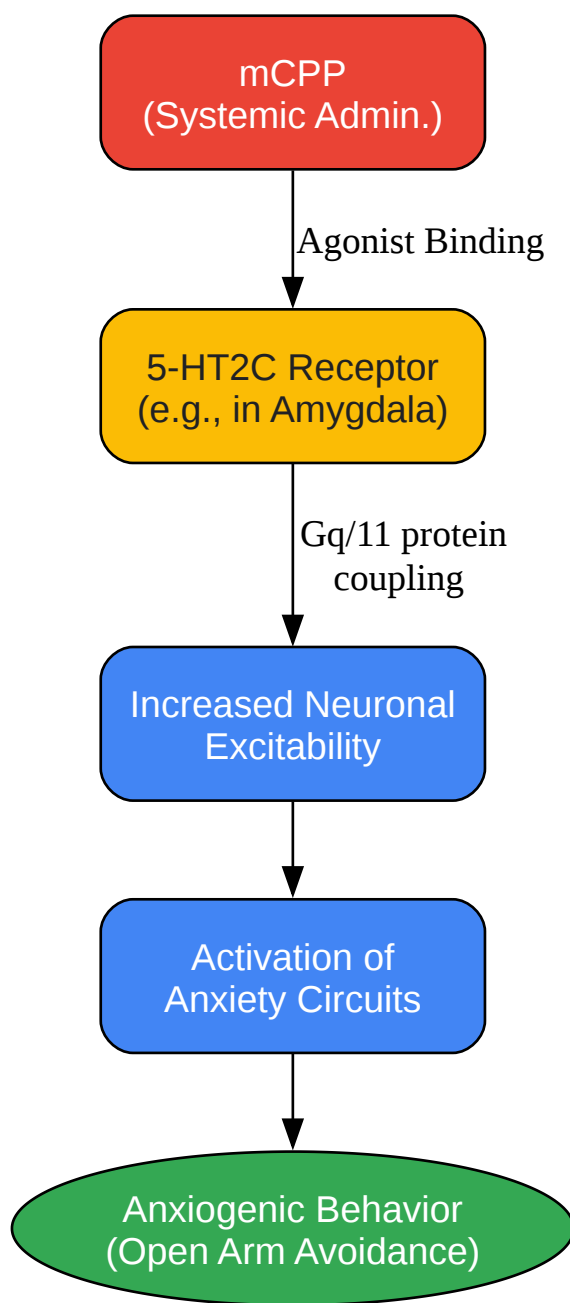 mCPP
(Systemic Admin.)
Agonist Binding
5-HT2C Receptor
(e.g., in Amygdala)
Gq/11 protein
coupling
Increased Neuronal
Excitability
Activation of
Anxiety Circuits
Anxiogenic Behavior
(Open Arm Avoidance)